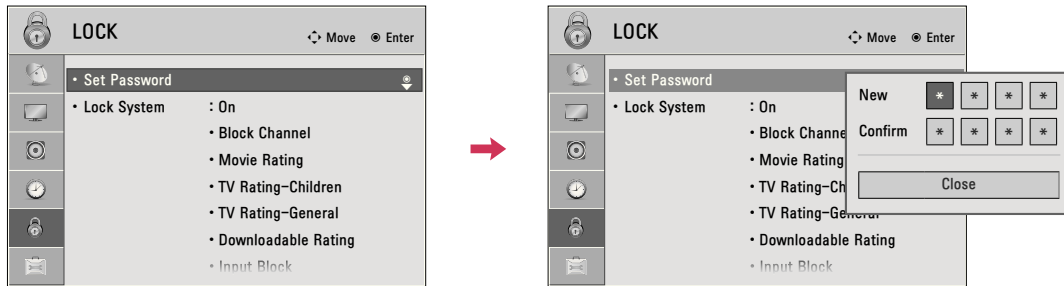 LOCK
Move Enter
• Set Password
• Lock System : On
• Block Channel
• Movie Rating
• TV Rating-Children
• TV Rating-General
• Downloadable Rating
• Input Block
LOCK
Move Enter
• Set Password
• Lock System : On
• Block Channe
• Movie Rating
• TV Rating-Ch
• TV Rating-General
• Downloadable Rating
• Input Block
New * * * *
Confirm * * * *
Close